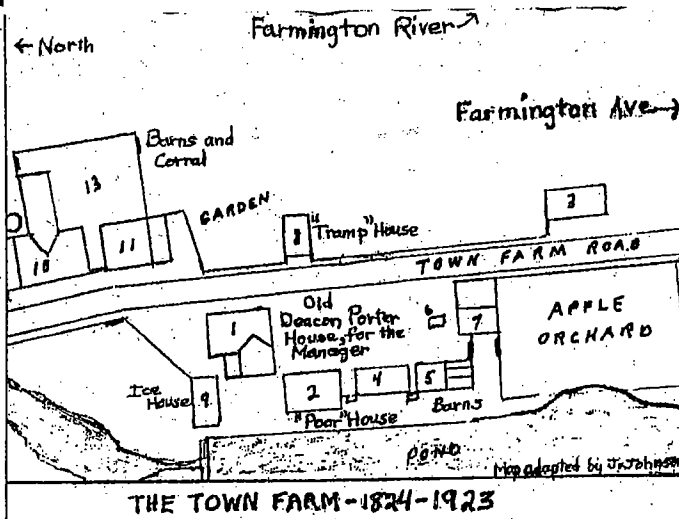 Farmington River
← North
Farmington Ave
Barns and
Corral
13
GARDEN
3
8
"Tramp" House
10
11
TOWN FARM ROAD
Old
Deacon Porter
House, for the
Manager
1
6
7
APPLE
ORCHARD
Ice
House
9
2
4
5
"Poor" House
Barns
POND
Map adapted by J. Johnson
THE TOWN FARM-1824-1923